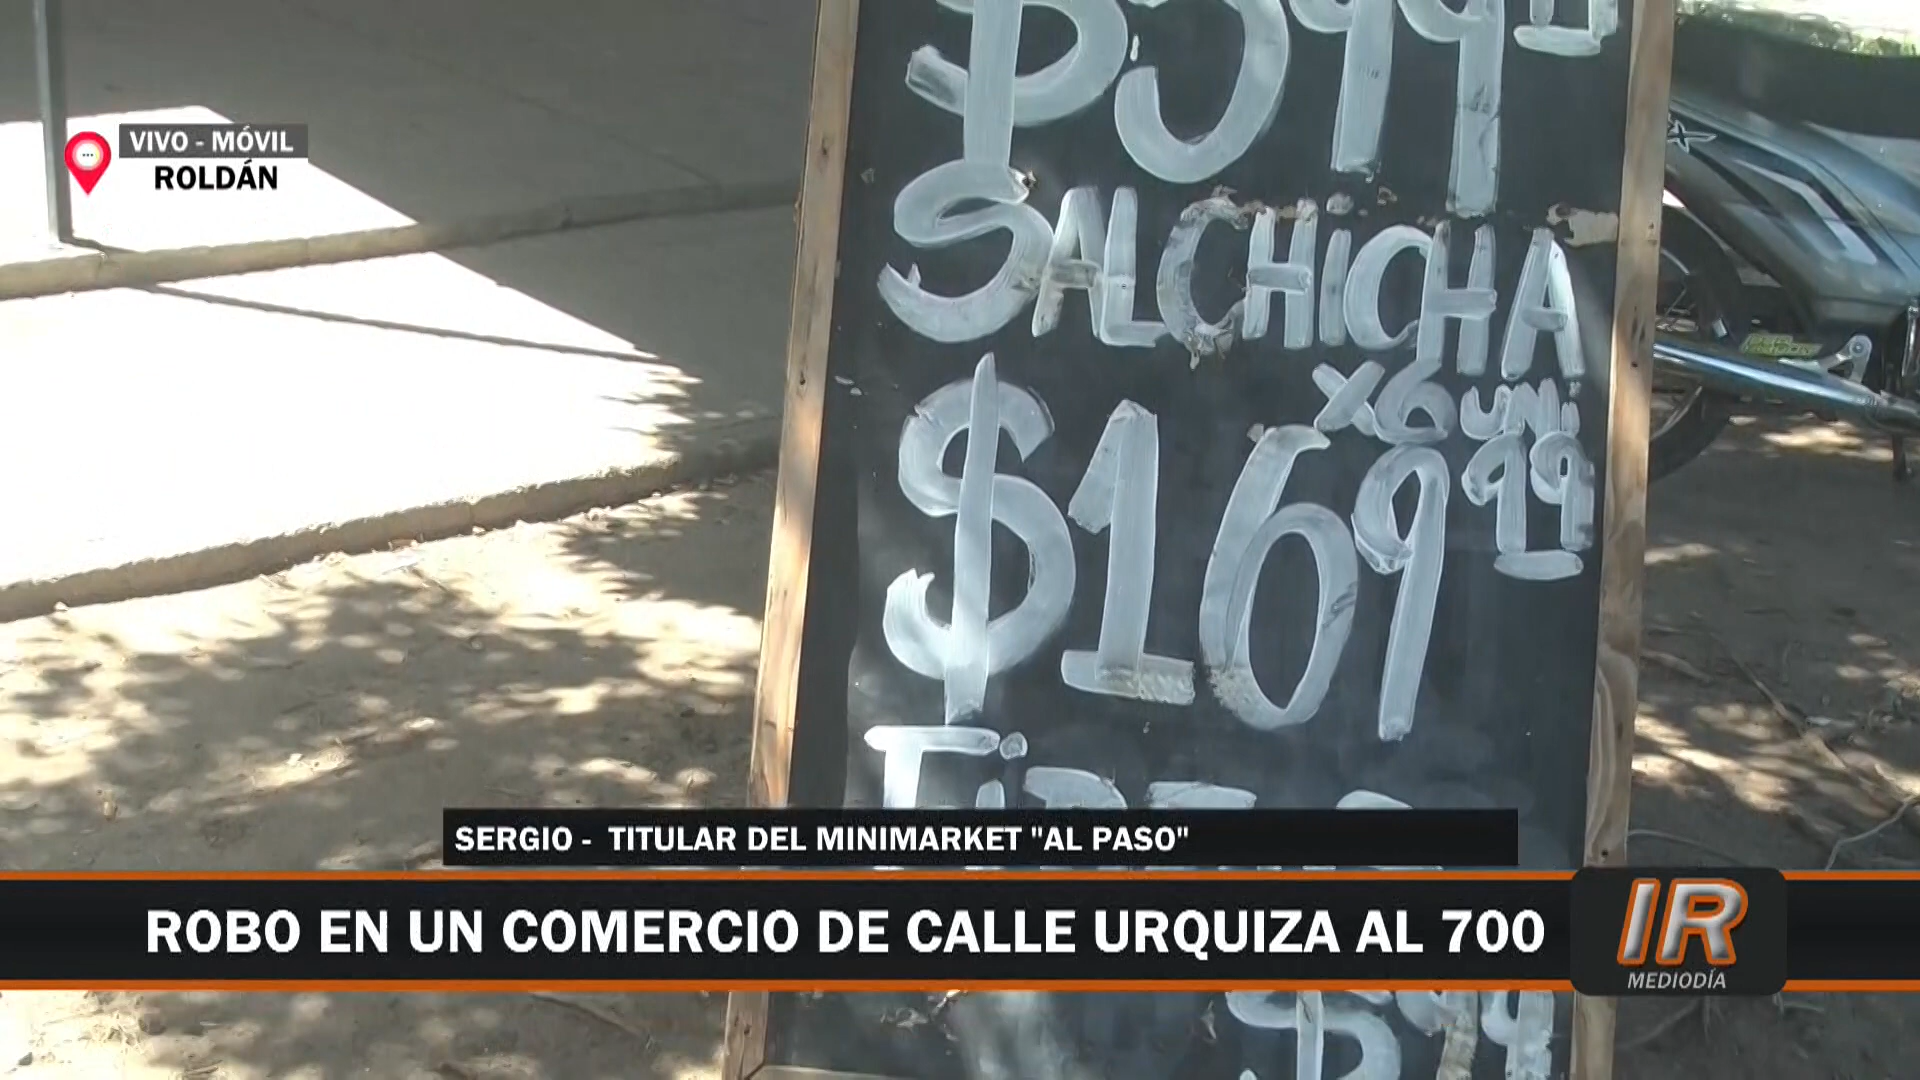 $599
VIVO - MÓVIL
ROLDÁN
SALCHICHA
X6 UNI
$169 99
SERGIO - TITULAR DEL MINIMARKET "AL PASO"
ROBO EN UN COMERCIO DE CALLE URQUIZA AL 700
IR
MEDIODÍA